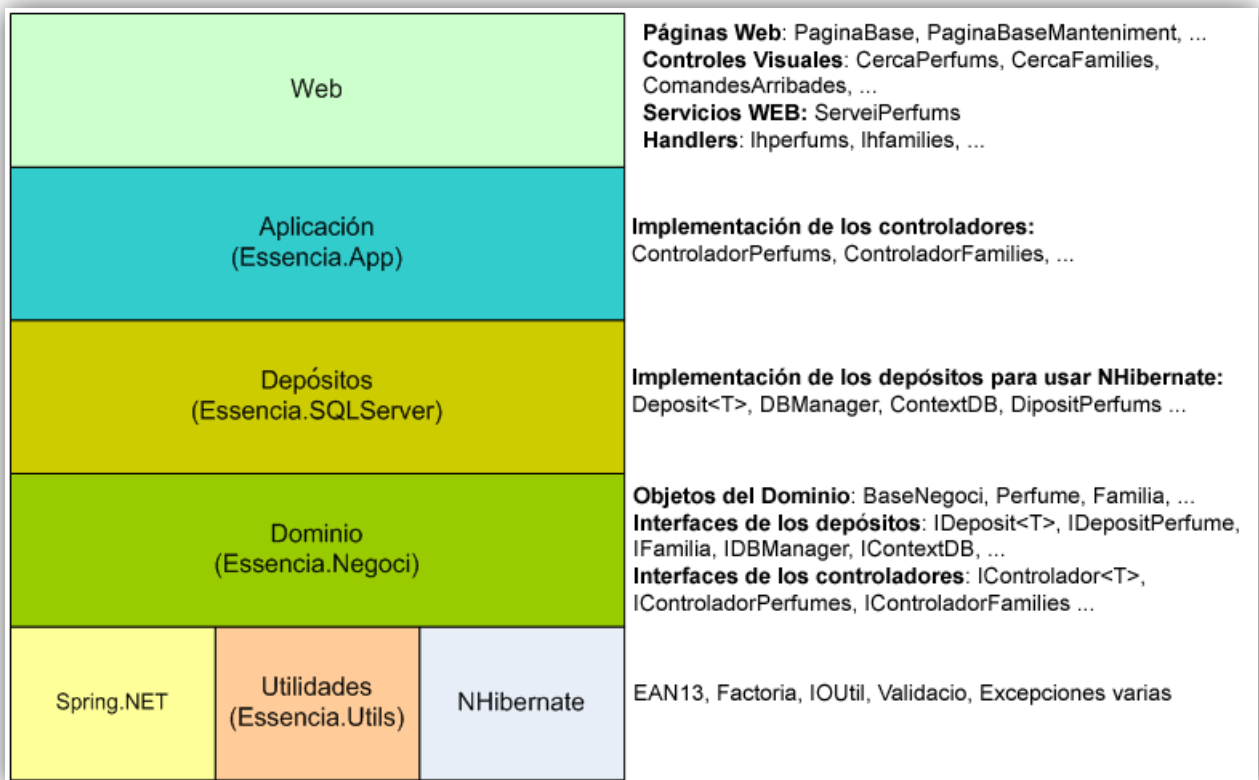 Web
Páginas Web: PaginaBase, PaginaBaseManteniment, ...
Controles Visuales: CercaPerfums, CercaFamilies,
ComandesArribades, ...
Servicios WEB: ServeiPerfums
Handlers: lhperfums, lhfamilies, ...
Aplicación
(Essencia.App)
Implementación de los controladores:
ControladorPerfums, ControladorFamilies, ...
Depósitos
(Essencia.SQLServer)
Implementación de los depósitos para usar NHibernate:
Deposit<T>, DBManager, ContextDB, DipositPerfums ...
Dominio
(Essencia.Negoci)
Objetos del Dominio: BaseNegoci, Perfume, Familia, ...
Interfaces de los depósitos: IDeposit<T>, IDepositPerfume,
IFamilia, IDBManager, IContextDB, ...
Interfaces de los controladores: IControlador<T>,
IControladorPerfumes, IControladorFamilies ...
Spring.NET
Utilidades
(Essencia.Utils)
NHibernate
EAN13, Factoria, IOUtil, Validacio, Excepciones varias